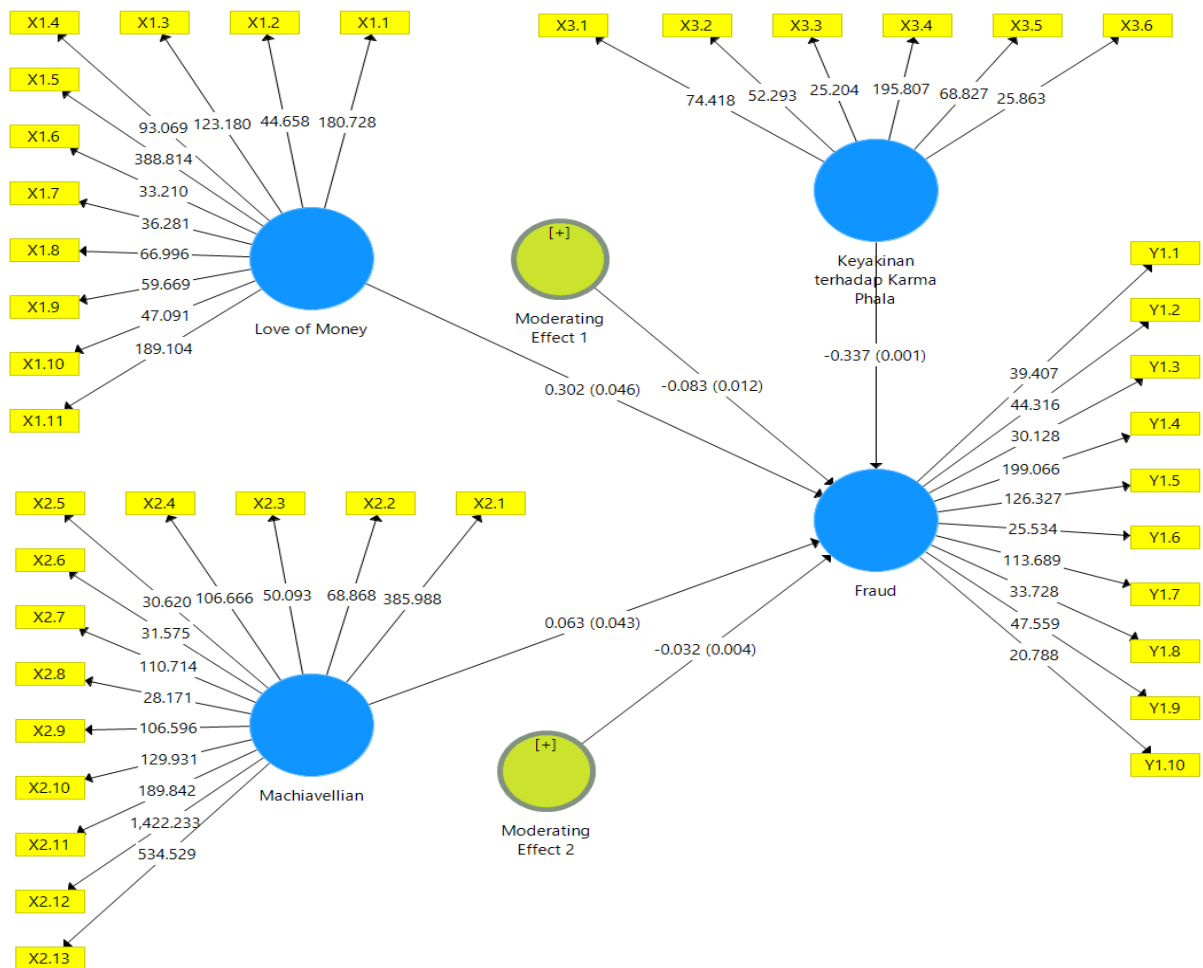 X1.4
X1.3
X1.2
X1.1
X1.5
X1.6
X1.7
X1.8
X1.9
X1.10
X1.11
93.069
123.180
44.658
180.728
388.814
33.210
36.281
66.996
59.669
47.091
189.104
Love of Money
X3.1
X3.2
X3.3
X3.4
X3.5
X3.6
74.418
52.293
25.204
195.807
68.827
25.863
Keyakinan
terhadap Karma
Phala
[+]
Moderating
Effect 1
0.302 (0.046)
-0.083 (0.012)
-0.337 (0.001)
Y1.1
Y1.2
Y1.3
Y1.4
Y1.5
Y1.6
Y1.7
Y1.8
Y1.9
Y1.10
39.407
44.316
30.128
199.066
126.327
25.534
113.689
33.728
47.559
20.788
Fraud
X2.5
X2.4
X2.3
X2.2
X2.1
X2.6
X2.7
X2.8
X2.9
X2.10
X2.11
X2.12
X2.13
30.620
106.666
50.093
68.868
385.988
31.575
110.714
28.171
106.596
129.931
189.842
1,422.233
534.529
Machiavellian
0.063 (0.043)
-0.032 (0.004)
[+]
Moderating
Effect 2